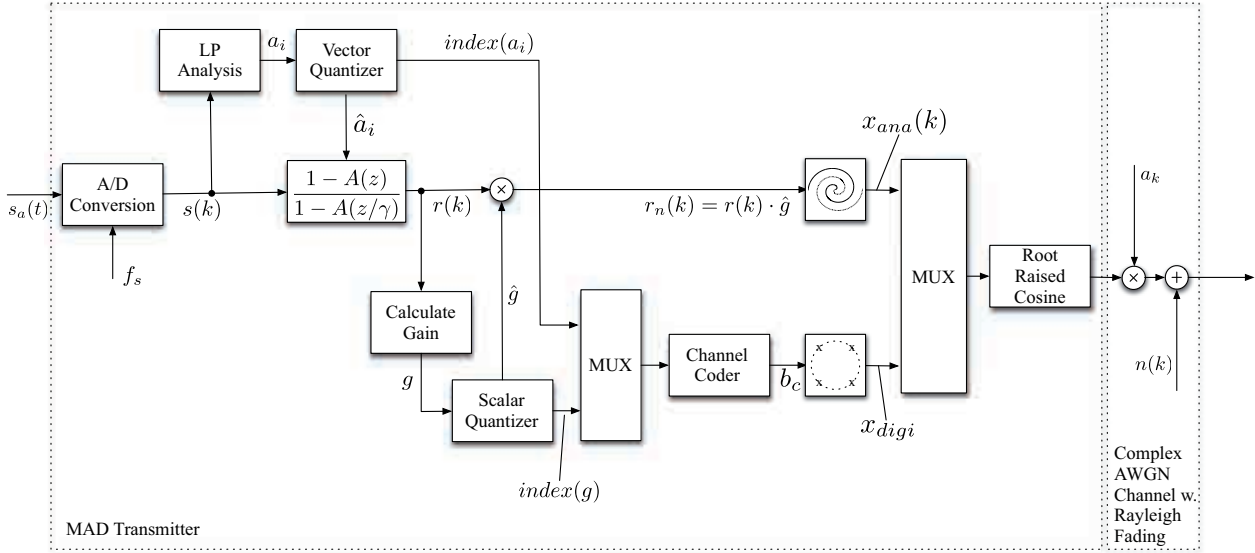 LP
Analysis
a_i
Vector
Quantizer
index(a_i)
â_i
s_a(t)
A/D
Conversion
f_s
s(k)
1 − A(z)
1 − A(z/γ)
r(k)
×
r_n(k) = r(k) · ĝ
x_ana(k)
Calculate
Gain
g
ĝ
Scalar
Quantizer
index(g)
MUX
Channel
Coder
b_c
x x
x x
x_digi
MUX
Root
Raised
Cosine
a_k
×
+
n(k)
Complex
AWGN
Channel w.
Rayleigh
Fading
MAD Transmitter